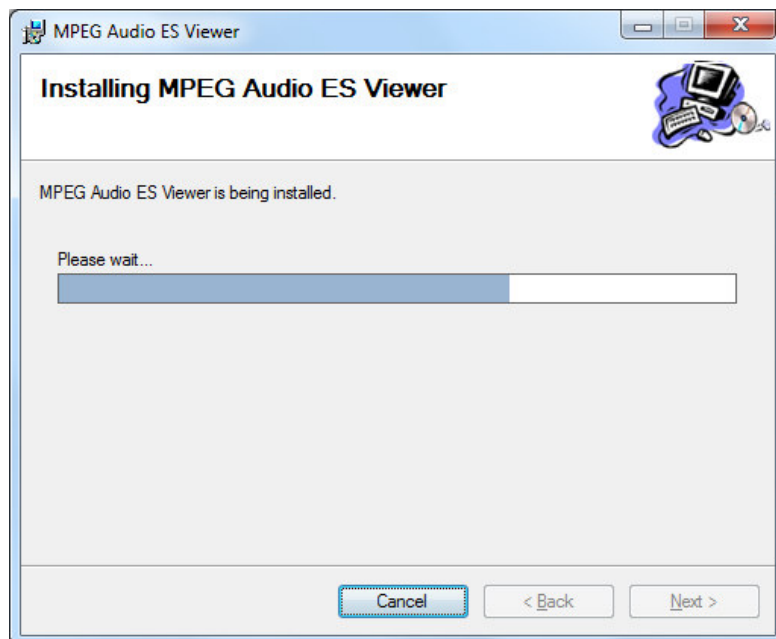 MPEG Audio ES Viewer
Installing MPEG Audio ES Viewer
MPEG Audio ES Viewer is being installed.
Please wait...
Cancel
< Back
Next >